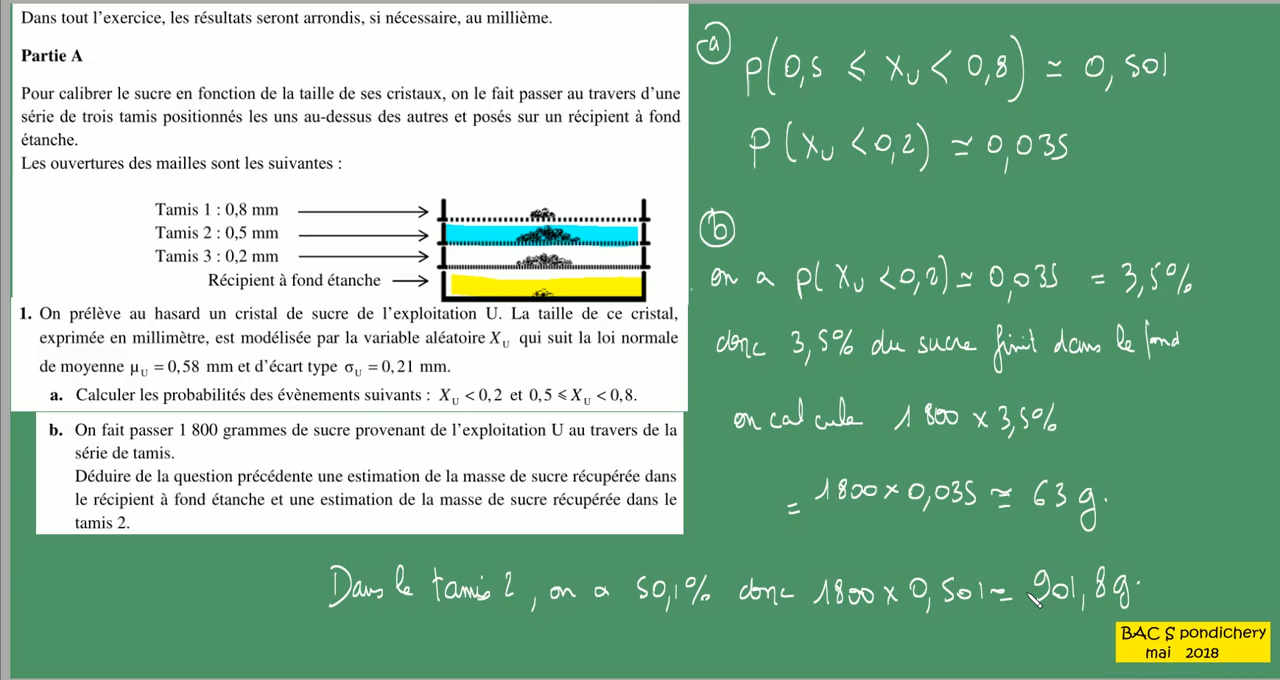 Dans tout l'exercice, les résultats seront arrondis, si nécessaire, au millième.
Partie A
Pour calibrer le sucre en fonction de la taille de ses cristaux, on le fait passer au travers d'une
série de trois tamis positionnés les uns au-dessus des autres et posés sur un récipient à fond
étanche.
Les ouvertures des mailles sont les suivantes :
Tamis 1 : 0,8 mm
Tamis 2 : 0,5 mm
Tamis 3 : 0,2 mm
Récipient à fond étanche
1. On prélève au hasard un cristal de sucre de l'exploitation U. La taille de ce cristal,
exprimée en millimètre, est modélisée par la variable aléatoire X_U qui suit la loi normale
de moyenne μ_U = 0,58 mm et d'écart type σ_U = 0,21 mm.
a. Calculer les probabilités des évènements suivants : X_U < 0,2 et 0,5 ⩽ X_U < 0,8.
b. On fait passer 1 800 grammes de sucre provenant de l'exploitation U au travers de la
série de tamis.
Déduire de la question précédente une estimation de la masse de sucre récupérée dans
le récipient à fond étanche et une estimation de la masse de sucre récupérée dans le
tamis 2.
a
P(0,5 ≤ X_U < 0,8) ≃ 0,501
P(X_U < 0,2) ≃ 0,035
b
on a P(X_U < 0,2) ≃ 0,035 = 3,5%
donc 3,5% du sucre finit dans le fond
on calcule 1 800 × 3,5%
= 1800 × 0,035 ≃ 63 g.
Dans le tamis 2, on a 50,1% donc 1800 × 0,501 = 901,8 g.
BAC S pondichery
mai 2018